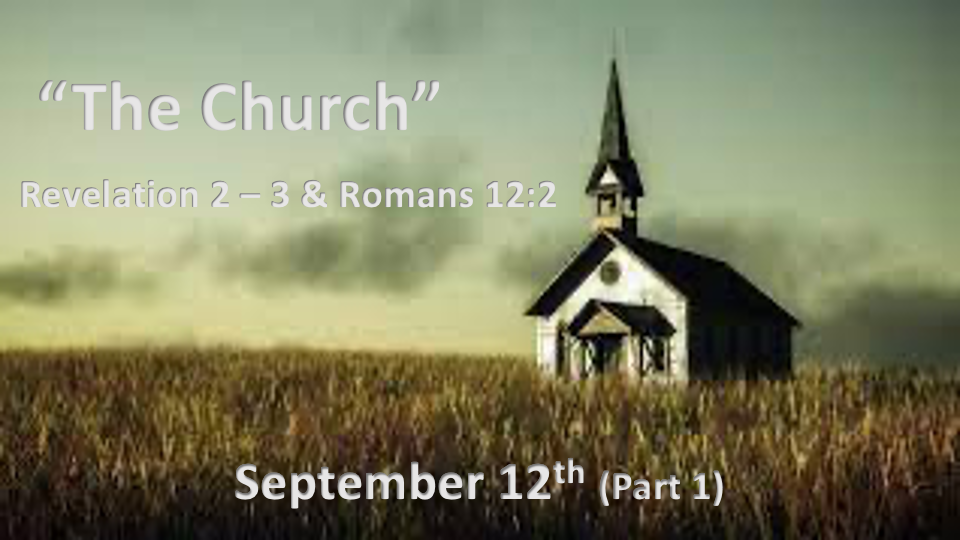 “The Church”
Revelation 2 – 3 & Romans 12:2
September 12th (Part 1)